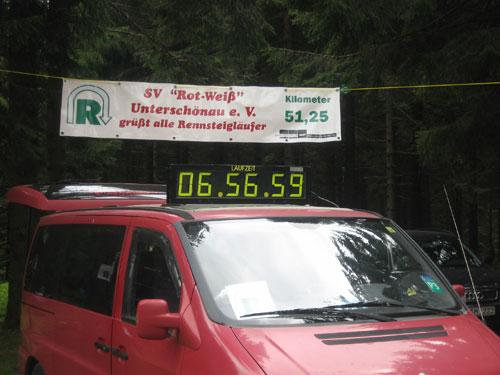 R
SV "Rot-Weiß"
Unterschönau e. V.
grüßt alle Rennsteigläufer
Kilometer
51,25
LAUFZEIT
06.56.59